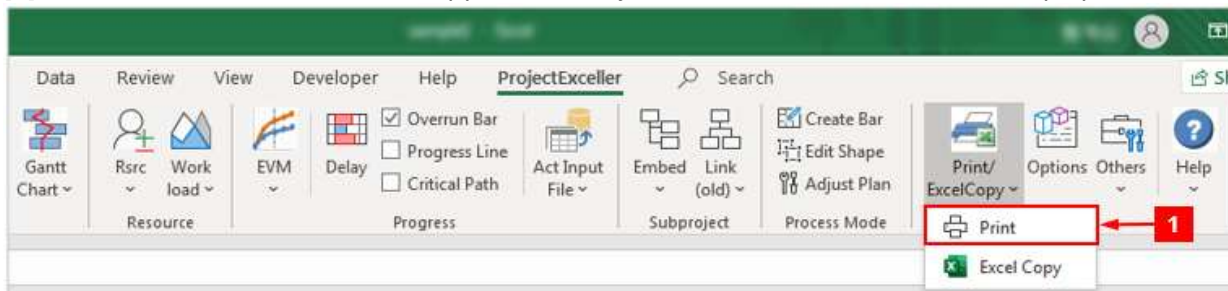 Data Review View Developer Help ProjectExceller Search
Overrun Bar
Progress Line
Critical Path
Create Bar
Edit Shape
Adjust Plan
Gantt Chart
Rsrc
Work load
EVM
Delay
Act Input File
Embed
Link (old)
Print/ ExcelCopy
Options
Others
Help
Resource Progress Subproject Process Mode
Print 1
Excel Copy